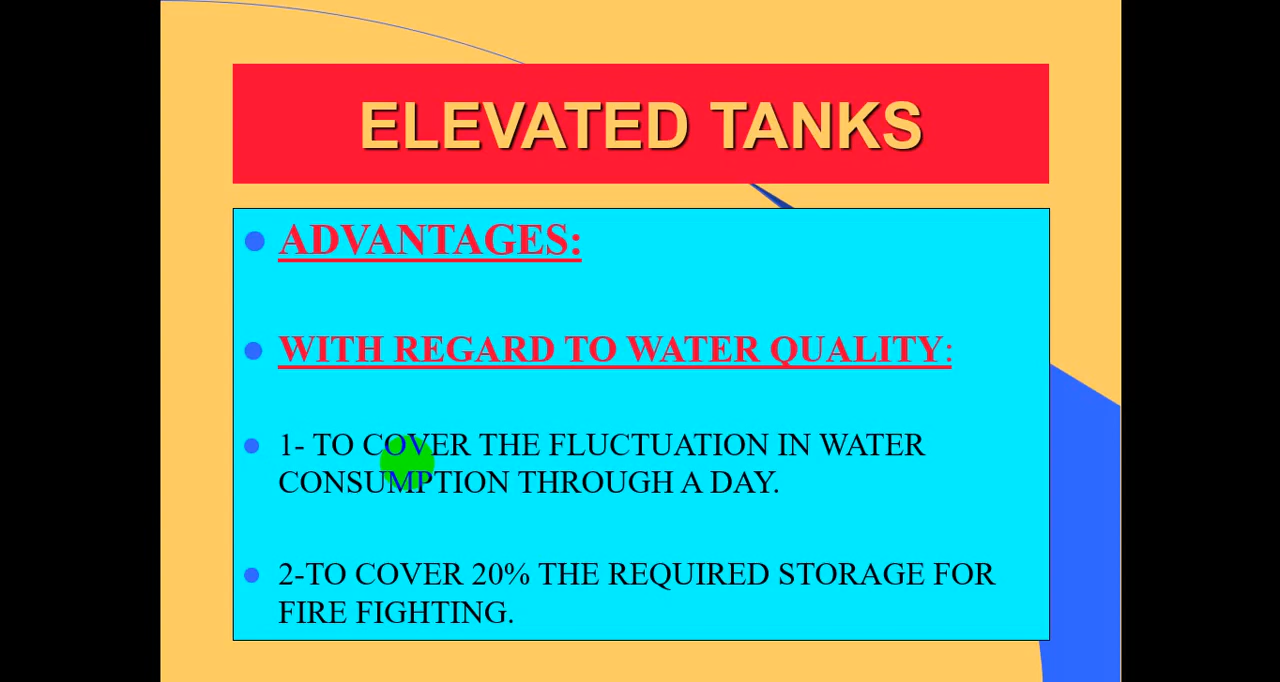 ELEVATED TANKS
ADVANTAGES:
WITH REGARD TO WATER QUALITY:
1- TO COVER THE FLUCTUATION IN WATER
CONSUMPTION THROUGH A DAY.
2-TO COVER 20% THE REQUIRED STORAGE FOR
FIRE FIGHTING.